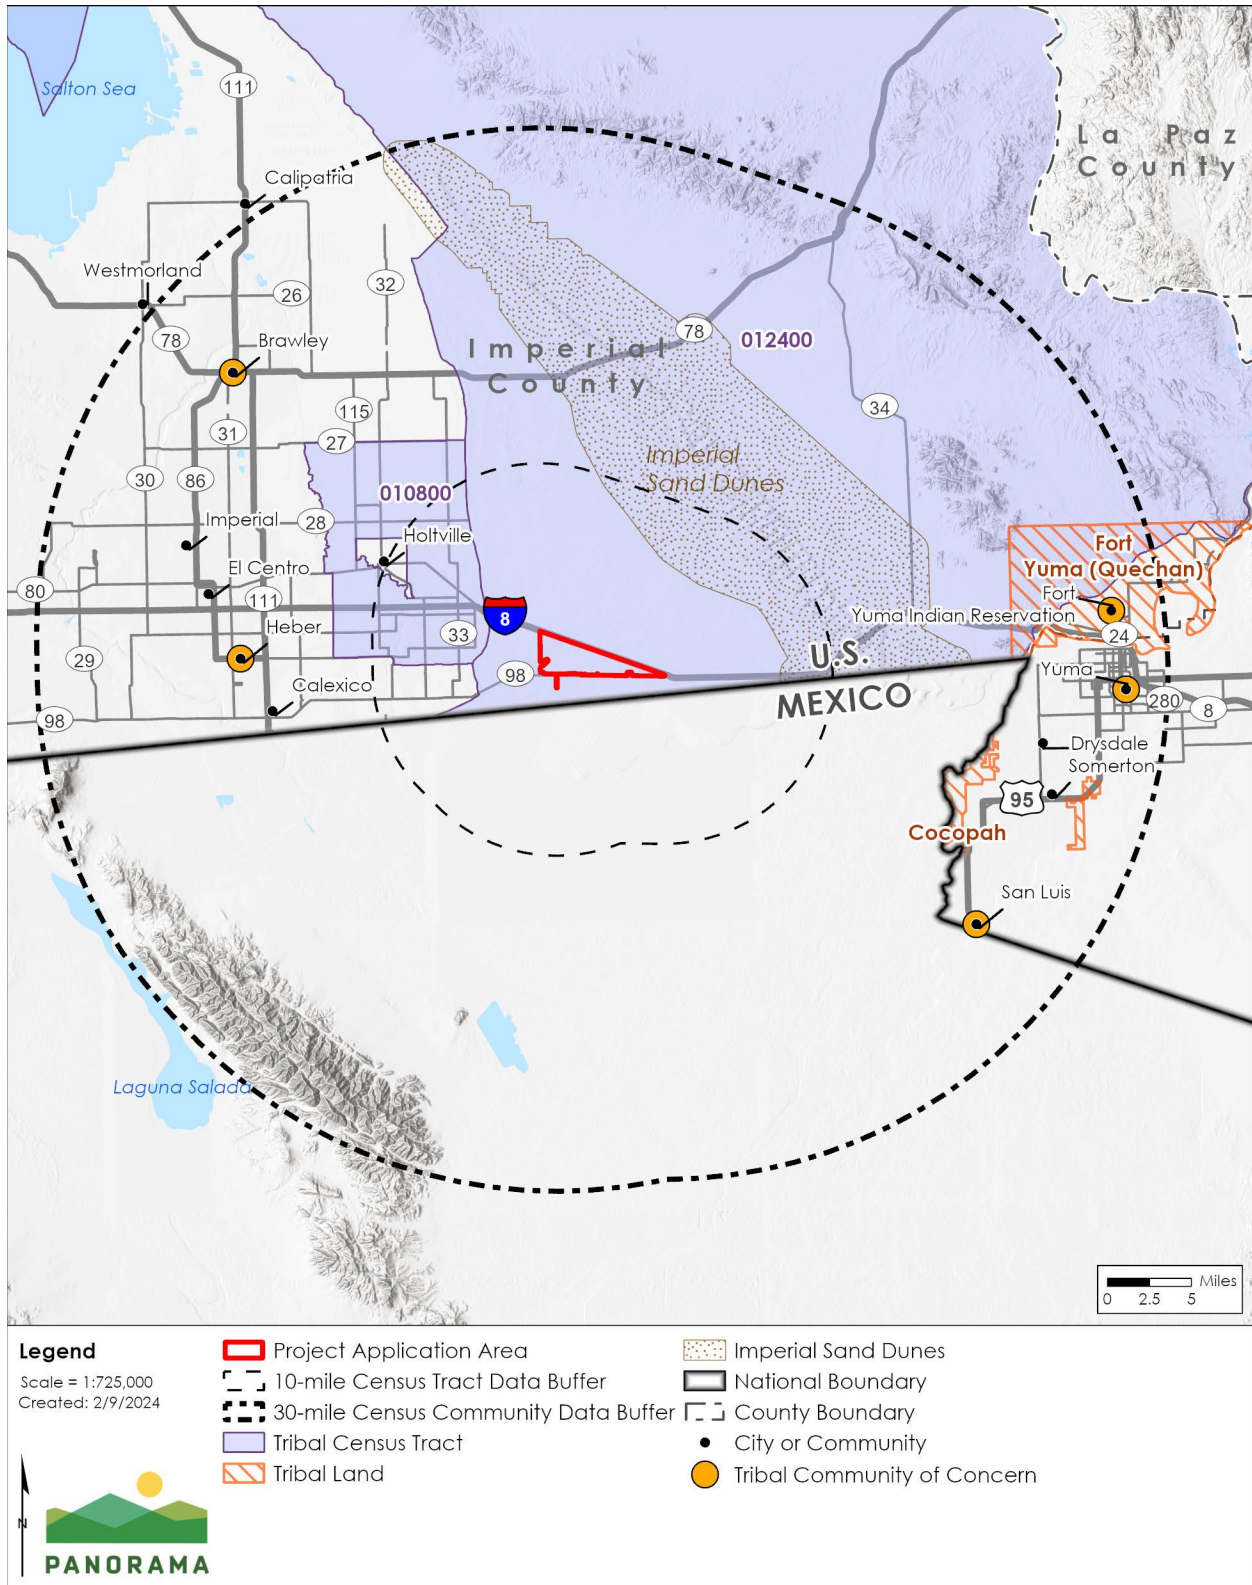 Salton Sea
111
La Paz
County
Calipatria
Westmorland
26
32
78
Brawley
78
012400
Imperial
County
115
34
31
27
Imperial
Sand Dunes
30
86
010800
28
Imperial
Holtville
Fort
Yuma (Quechan)
El Centro
80
111
Fort
Yuma Indian Reservation
8
Heber
33
24
29
98
U.S.
Yuma
Calexico
MEXICO
280
8
98
Drysdale
Somerton
95
Cocopah
San Luis
Laguna Salada
Miles
0 2.5 5
Legend
Scale = 1:725,000
Created: 2/9/2024
Project Application Area
10-mile Census Tract Data Buffer
30-mile Census Community Data Buffer
Tribal Census Tract
Tribal Land
Imperial Sand Dunes
National Boundary
County Boundary
City or Community
Tribal Community of Concern
N
PANORAMA